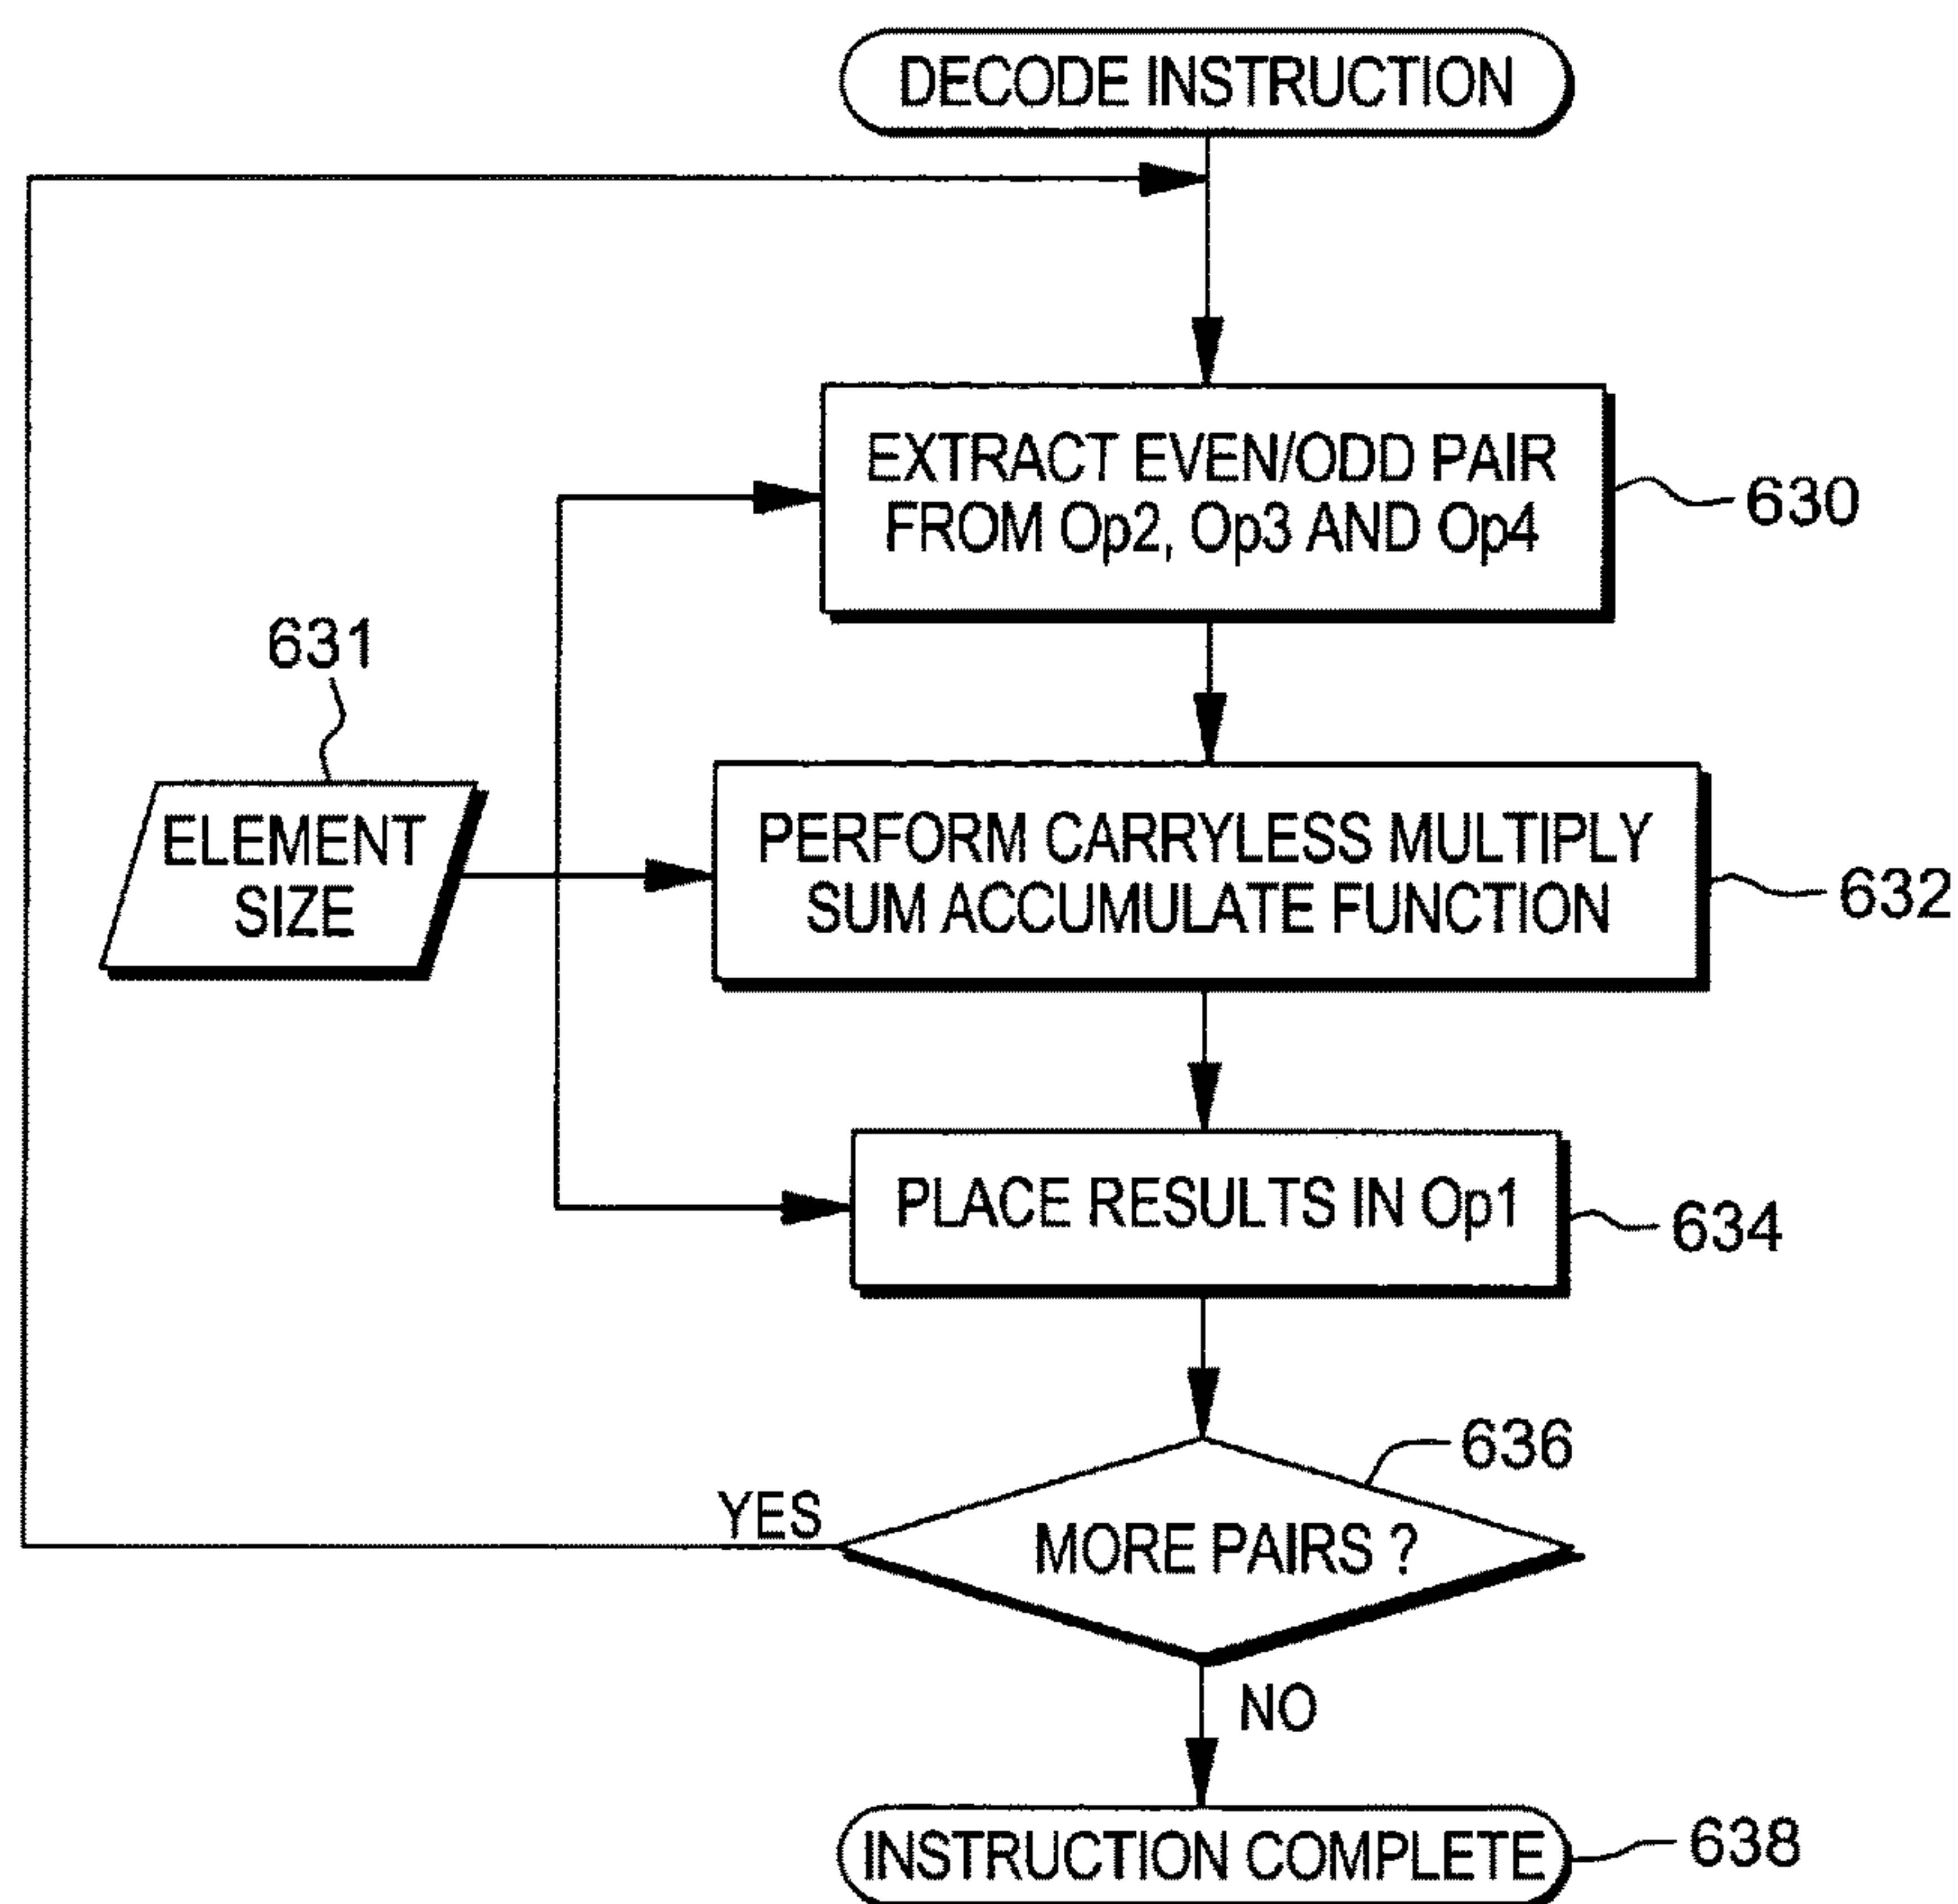 DECODE INSTRUCTION
EXTRACT EVEN/ODD PAIR
FROM Op2, Op3 AND Op4
630
631
ELEMENT
SIZE
PERFORM CARRYLESS MULTIPLY
SUM ACCUMULATE FUNCTION
632
PLACE RESULTS IN Op1
634
636
YES
MORE PAIRS ?
NO
INSTRUCTION COMPLETE
638